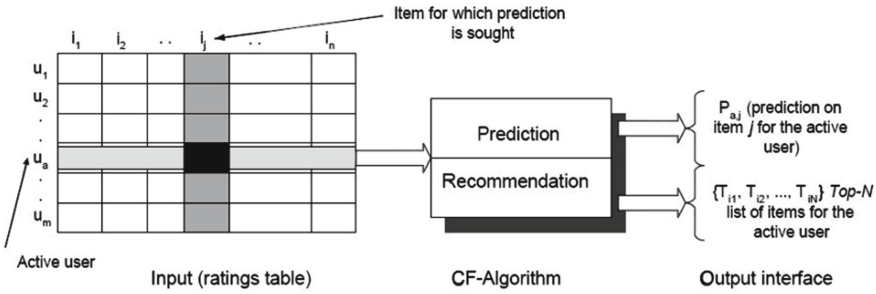 Item for which prediction
is sought
i1 i2 . . ij . . in
u1
u2
.
.
ua
.
.
um
Active user
Input (ratings table)
Prediction
Recommendation
CF-Algorithm
Pa,j (prediction on
item j for the active
user)
{Ti1, Ti2, ..., TiN} Top-N
list of items for the
active user
Output interface